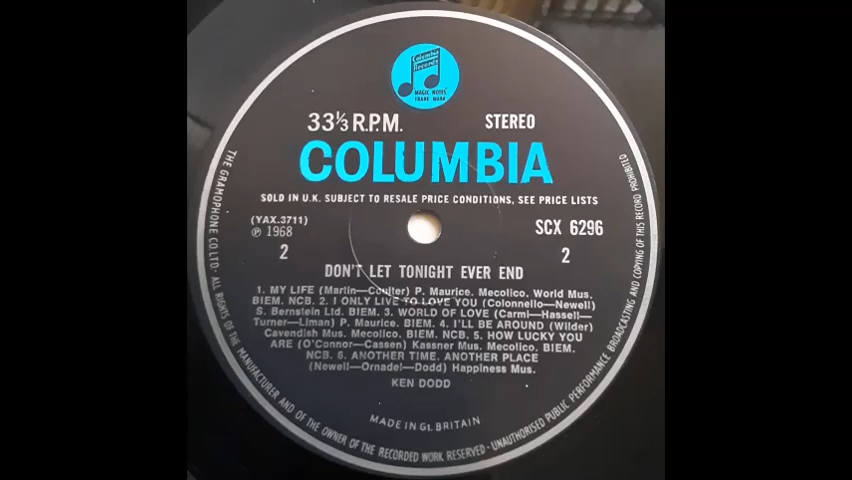 Columbia
Records
MAGIC NOTES
TRADE MARK
33⅓ R.P.M.
STEREO
COLUMBIA
SOLD IN U.K. SUBJECT TO RESALE PRICE CONDITIONS, SEE PRICE LISTS
(YAX.3711)
℗ 1968
SCX 6296
2
2
DON'T LET TONIGHT EVER END
1. MY LIFE (Martin—Coulter) P. Maurice. Mecolico. World Mus.
BIEM. NCB. 2. I ONLY LIVE TO LOVE YOU (Colonnello—Newell)
S. Bernstein Ltd. BIEM. 3. WORLD OF LOVE (Carmi—Hassell—
Turner—Liman) P. Maurice. BIEM. 4. I'LL BE AROUND (Wilder)
Cavendish Mus. Mecolico. BIEM. NCB. 5. HOW LUCKY YOU
ARE (O'Connor—Cassen) Kassner Mus. Mecolico. BIEM.
NCB. 6. ANOTHER TIME, ANOTHER PLACE
(Newell—Ornadel—Dodd) Happiness Mus.
KEN DODD
MADE IN Gt. BRITAIN
THE GRAMOPHONE CO. LTD · ALL RIGHTS OF THE MANUFACTURER AND OF THE OWNER OF THE RECORDED WORK RESERVED · UNAUTHORISED PUBLIC PERFORMANCE BROADCASTING AND COPYING OF THIS RECORD PROHIBITED